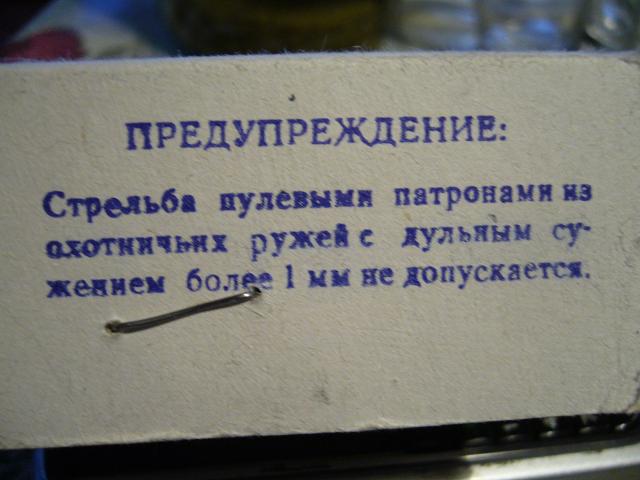 ПРЕДУПРЕЖДЕНИЕ:
Стрельба пулевыми патронами из
охотничьих ружей с дульным су-
жением более 1 мм не допускается.